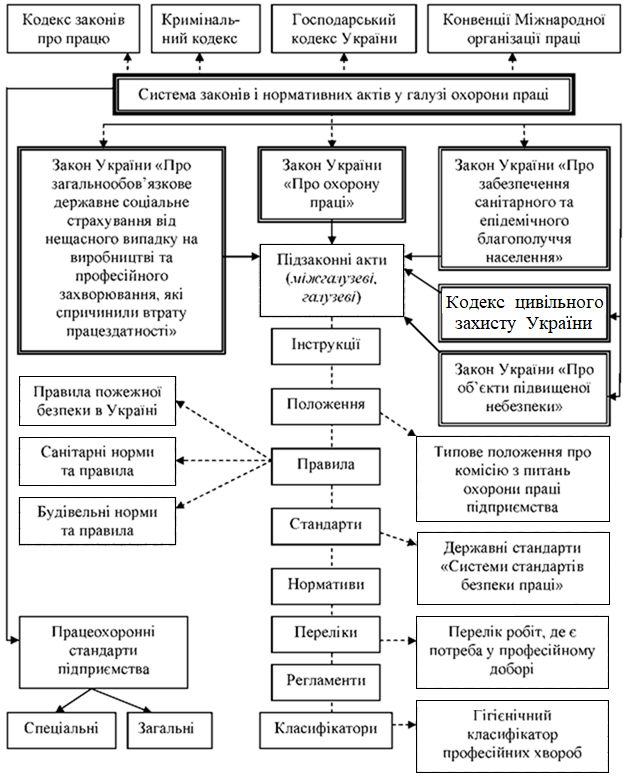 Кодекс законів
про працю
Криміналь-
ний кодекс
Господарський
кодекс України
Конвенції Міжнародної
організації праці
Система законів і нормативних актів у галузі охорони праці
Закон України «Про
загальнообов’язкове
державне соціальне
страхування від
нещасного випадку на
виробництві та
професійного
захворювання, які
спричинили втрату
працездатності»
Закон України
«Про охорону
праці»
Закон України «Про
забезпечення
санітарного та
епідемічного
благополуччя
населення»
Підзаконні акти
(міжгалузеві,
галузеві)
Кодекс цивільного
захисту України
Закон України «Про
об’єкти підвищеної
небезпеки»
Інструкції
Положення
Правила
Стандарти
Нормативи
Переліки
Регламенти
Класифікатори
Правила пожежної
безпеки в Україні
Санітарні норми
та правила
Будівельні норми
та правила
Типове положення про
комісію з питань
охорони праці
підприємства
Державні стандарти
«Системи стандартів
безпеки праці»
Перелік робіт, де є
потреба у професійному
доборі
Гігієнічний
класифікатор
професійних хвороб
Працеохоронні
стандарти
підприємства
Спеціальні
Загальні